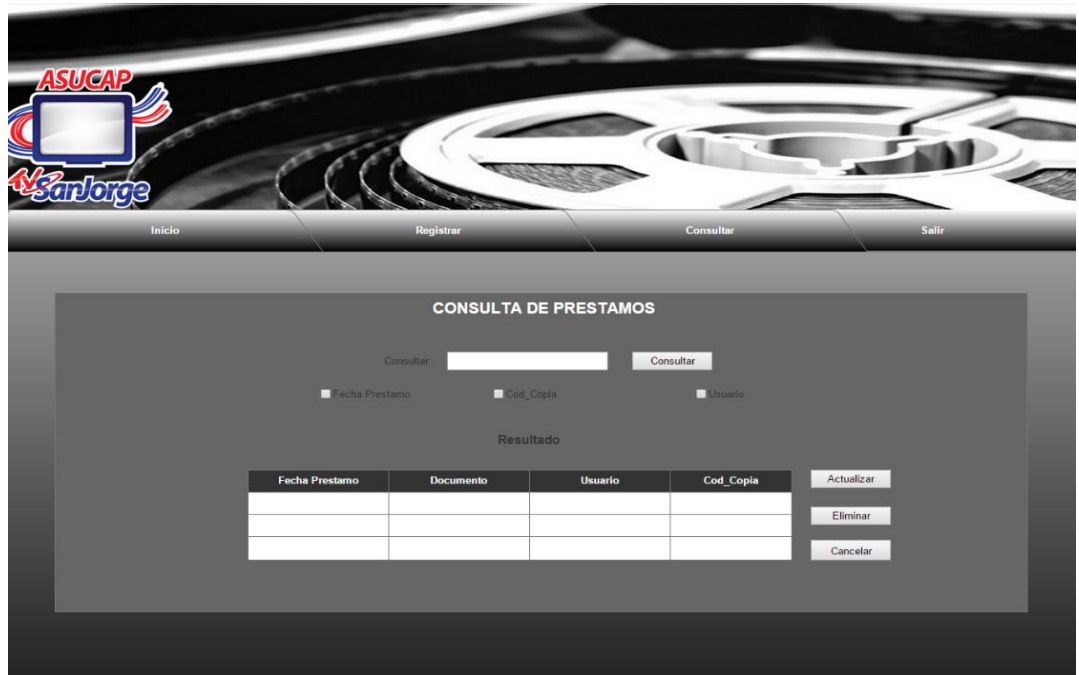 ASUCAP
TV SanJorge
Inicio Registrar Consultar Salir
CONSULTA DE PRESTAMOS
Consultar: Consultar
Fecha Prestamo Cod_Copia Usuario
Resultado
Fecha Prestamo Documento Usuario Cod_Copia Actualizar
Eliminar
Cancelar